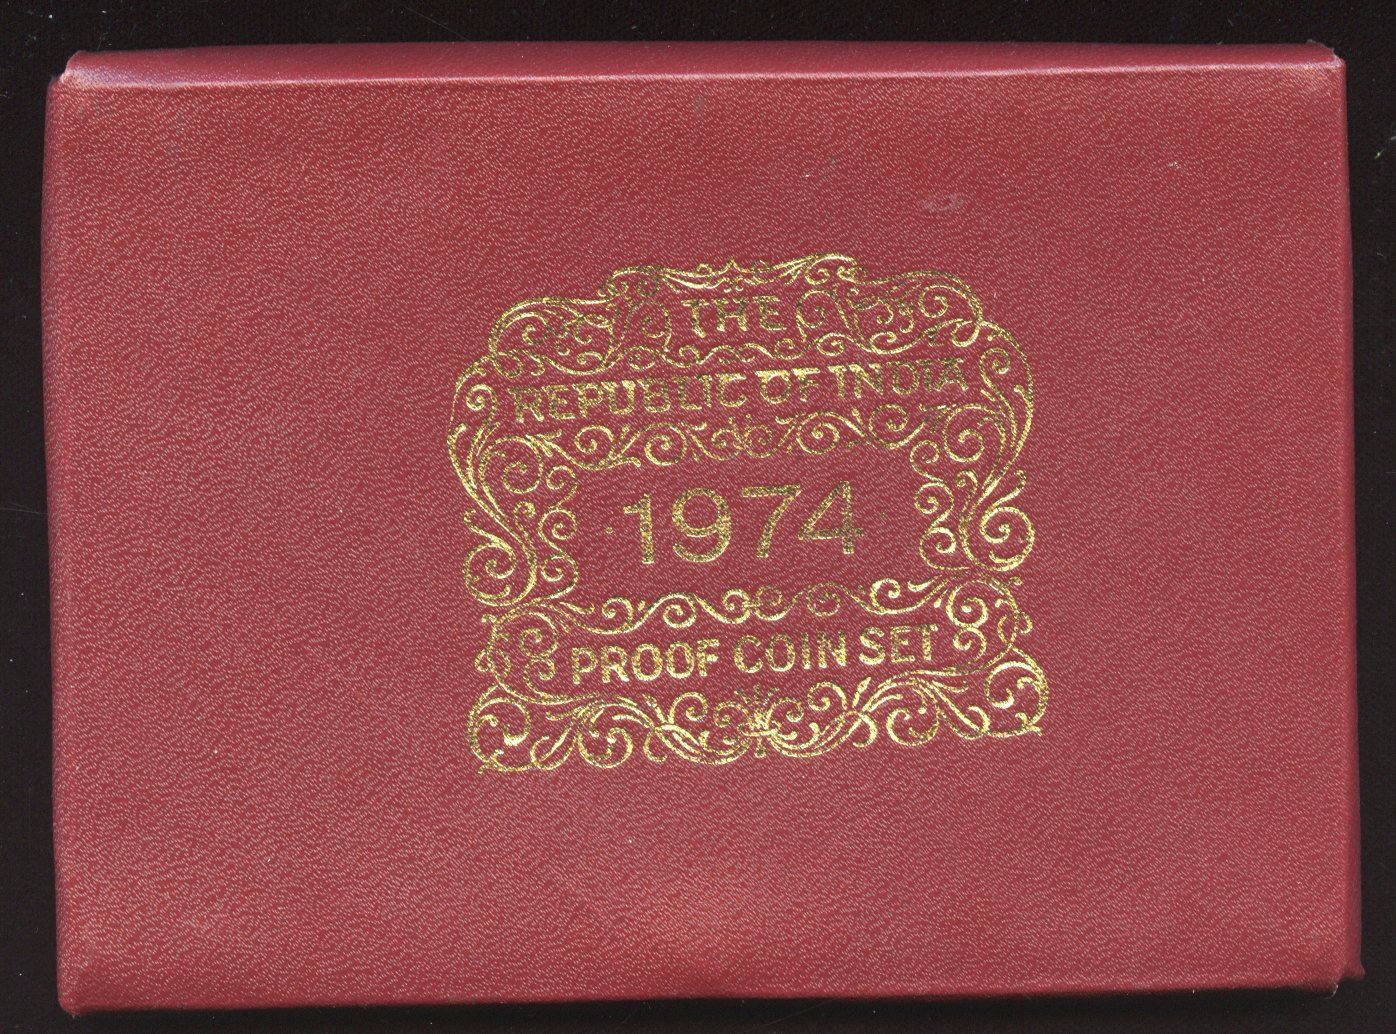 THE
REPUBLIC OF INDIA
1974
PROOF COIN SET